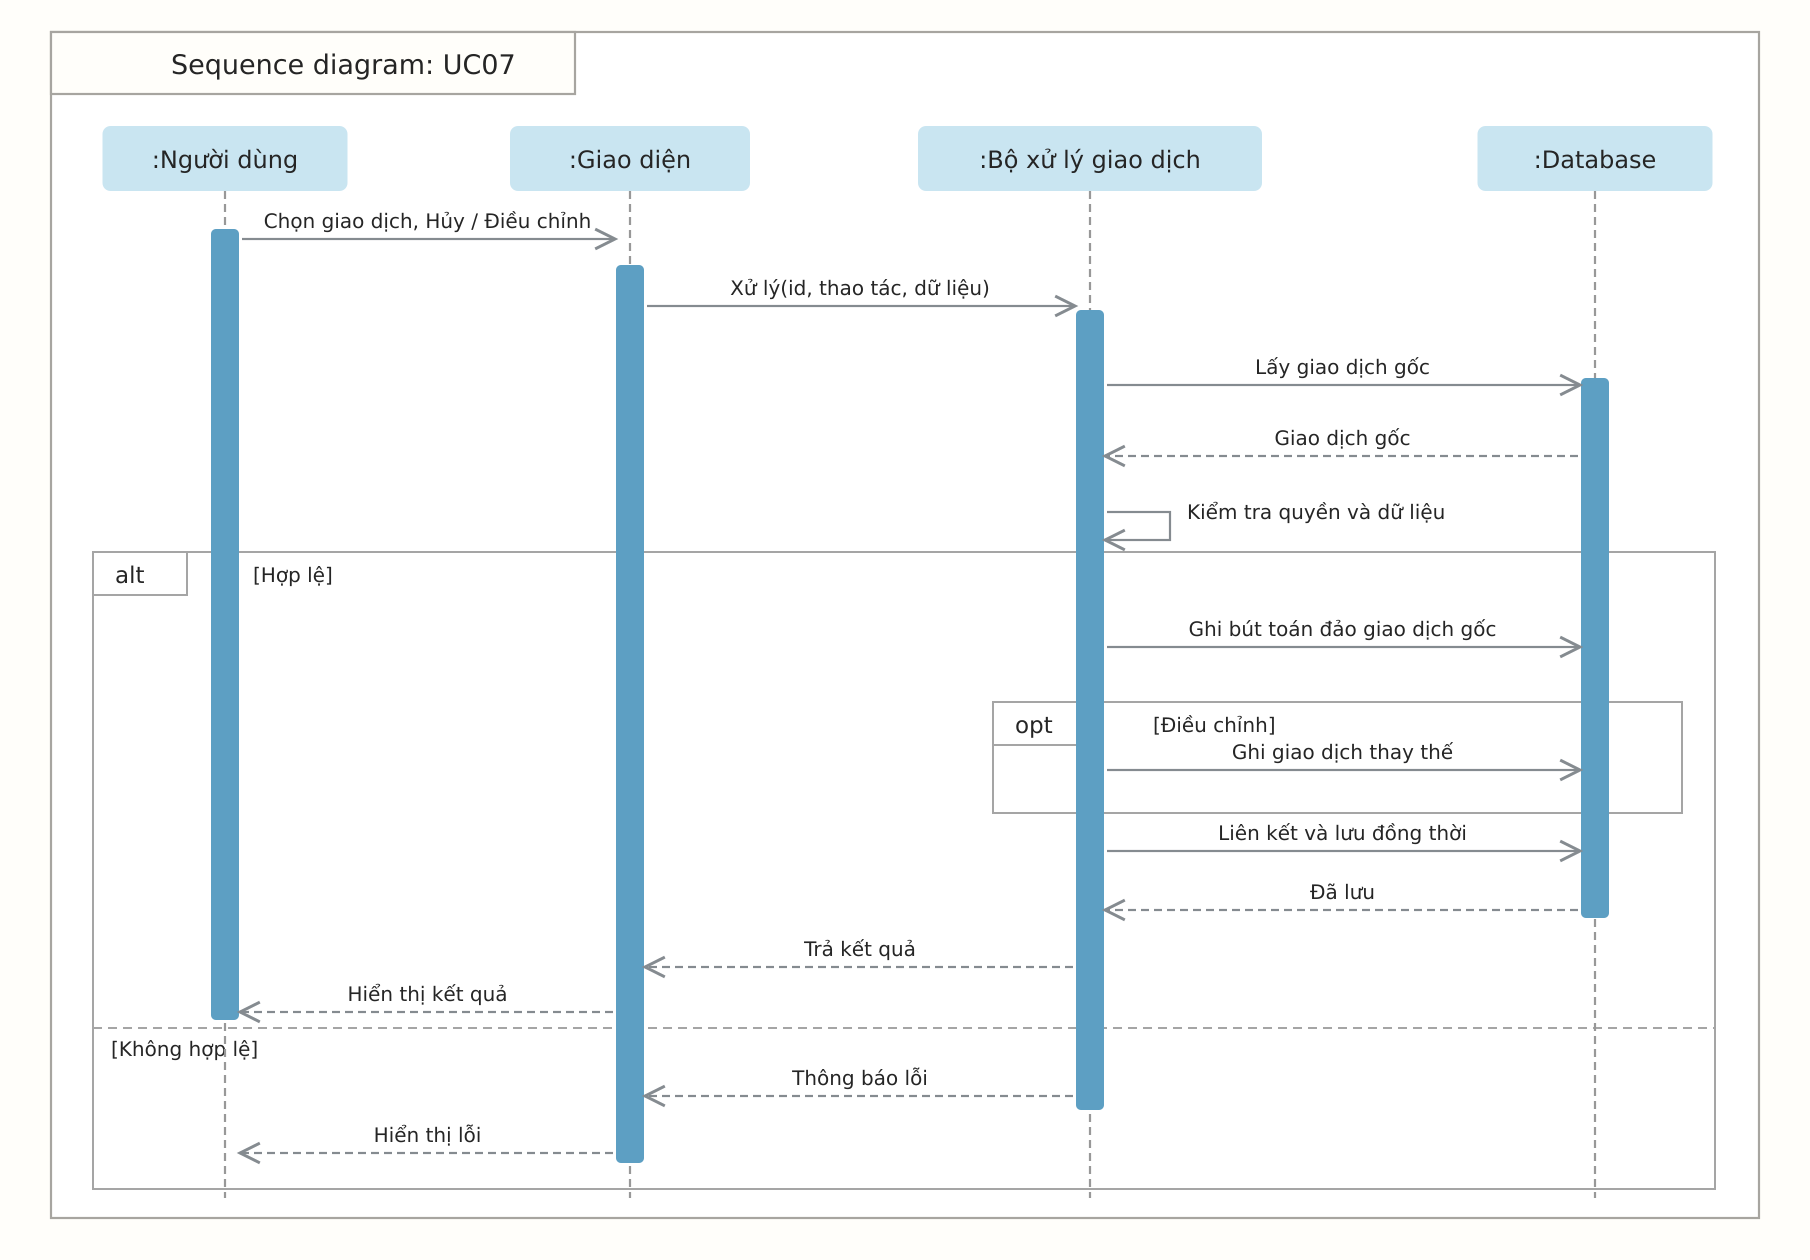 Sequence diagram: UC07
:Người dùng
:Giao diện
:Bộ xử lý giao dịch
:Database
Chọn giao dịch, Hủy / Điều chỉnh
Xử lý(id, thao tác, dữ liệu)
Lấy giao dịch gốc
Giao dịch gốc
Kiểm tra quyền và dữ liệu
alt
[Hợp lệ]
Ghi bút toán đảo giao dịch gốc
opt
[Điều chỉnh]
Ghi giao dịch thay thế
Liên kết và lưu đồng thời
Đã lưu
Trả kết quả
Hiển thị kết quả
[Không hợp lệ]
Thông báo lỗi
Hiển thị lỗi